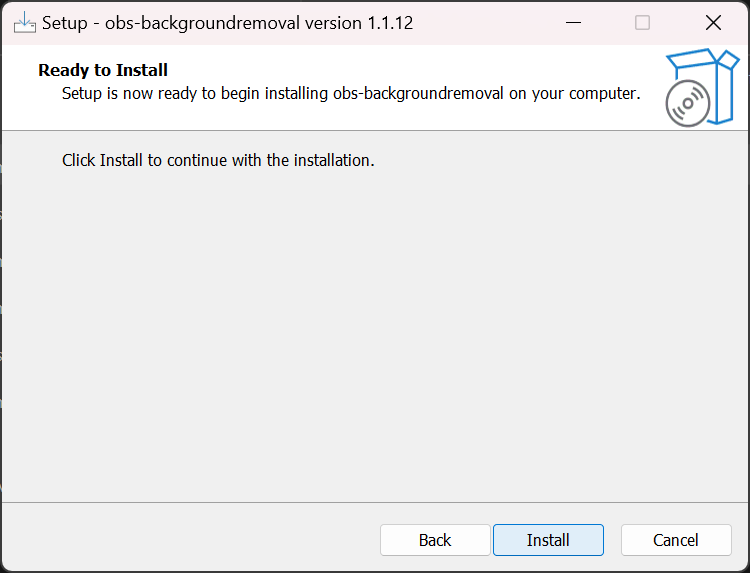 Setup - obs-backgroundremoval version 1.1.12
Ready to Install
Setup is now ready to begin installing obs-backgroundremoval on your computer.
Click Install to continue with the installation.
Back
Install
Cancel